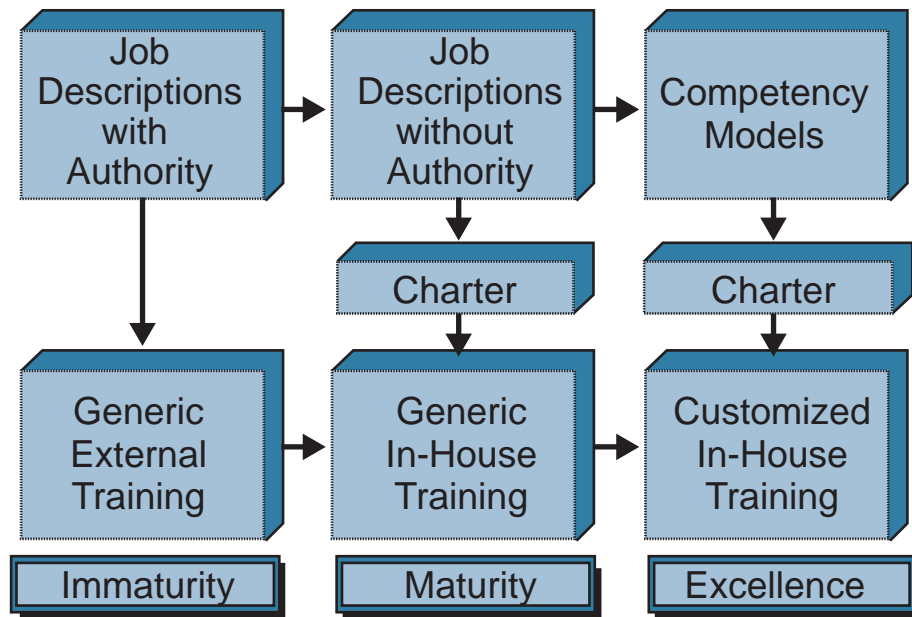 Job
Descriptions
with
Authority
Job
Descriptions
without
Authority
Competency
Models
Charter
Charter
Generic
External
Training
Generic
In-House
Training
Customized
In-House
Training
Immaturity
Maturity
Excellence